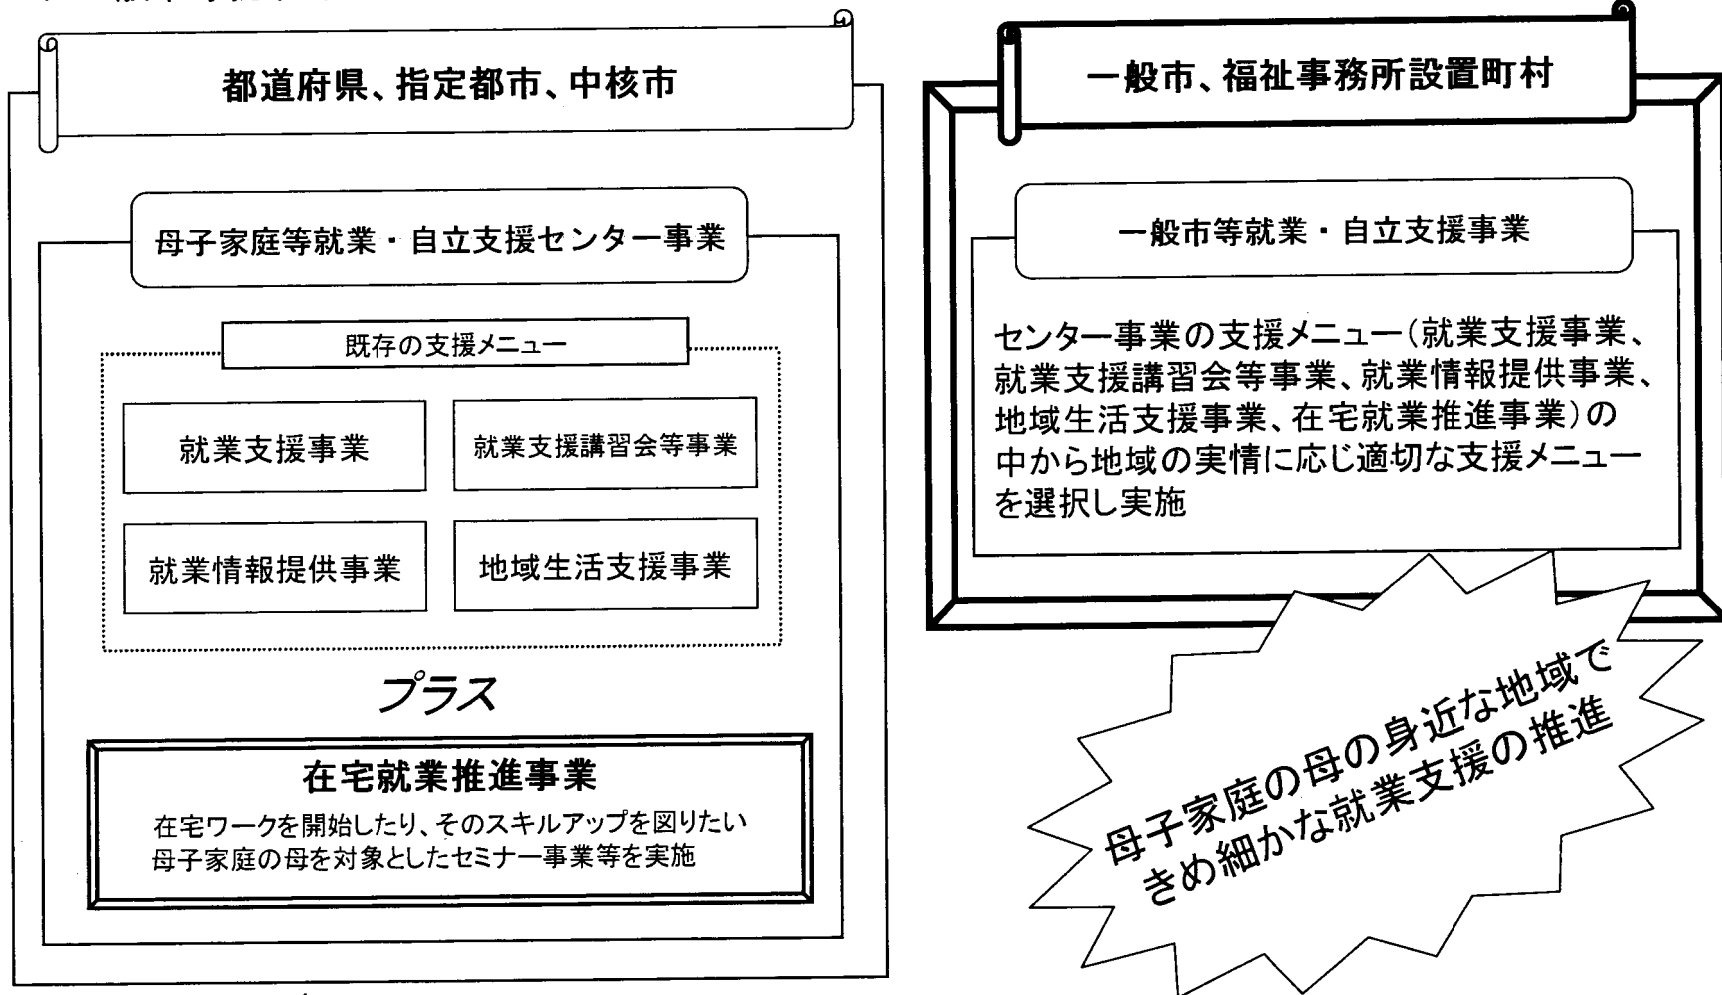 都道府県、指定都市、中核市
母子家庭等就業・自立支援センター事業
既存の支援メニュー
就業支援事業
就業支援講習会等事業
就業情報提供事業
地域生活支援事業
プラス
在宅就業推進事業
在宅ワークを開始したり、そのスキルアップを図りたい
母子家庭の母を対象としたセミナー事業等を実施
一般市、福祉事務所設置町村
一般市等就業・自立支援事業
センター事業の支援メニュー(就業支援事業、
就業支援講習会等事業、就業情報提供事業、
地域生活支援事業、在宅就業推進事業)の
中から地域の実情に応じ適切な支援メニュー
を選択し実施
母子家庭の母の身近な地域で
きめ細かな就業支援の推進